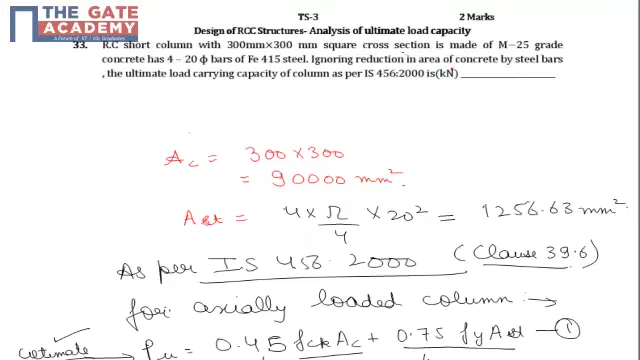 THE GATE
ACADEMY
A Forum of IIT / IISc Graduates
TS-3
2 Marks
Design of RCC Structures- Analysis of ultimate load capacity
33. R.C short column with 300mm×300 mm square cross section is made of M−25 grade
concrete has 4 – 20 ϕ bars of Fe 415 steel. Ignoring reduction in area of concrete by steel bars
, the ultimate load carrying capacity of column as per IS 456:2000 is(kN)
Ac = 300 × 300
= 90000 mm².
Ast = 4 × π/4 × 20² = 1256.63 mm²
As per IS 456.2000 (Clause 39.6)
for axially loaded column →
ultimate → Pu = 0.45 fck Ac + 0.75 fy Ast — ①